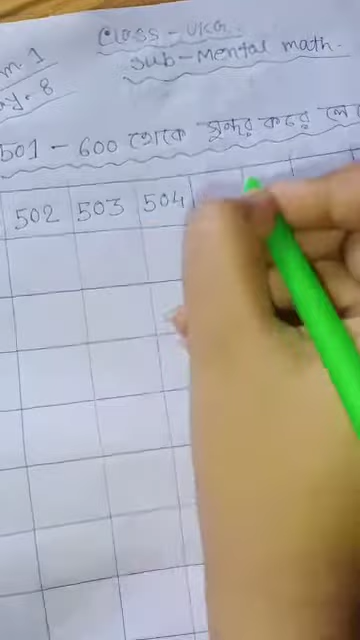 m. 1
Class - UKG
y. 8
Sub - Mental math.
501 - 600 থেকে সুন্দর করে লে
502 503 504